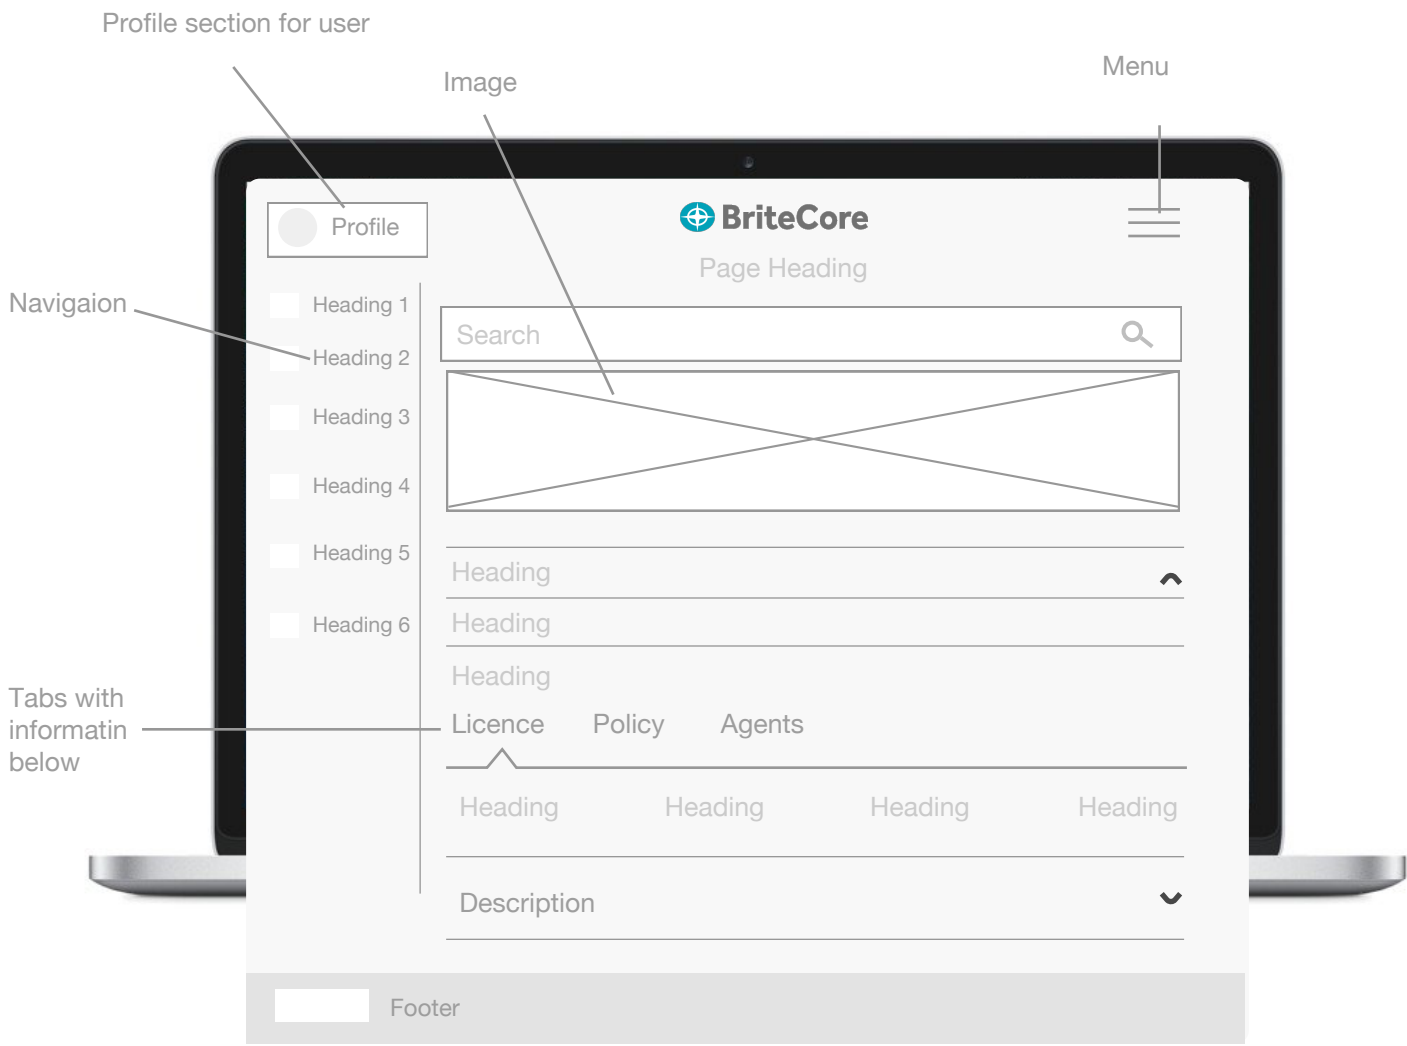 Profile section for user
Image
Menu
Profile
BriteCore
Page Heading
Navigaion
Heading 1
Heading 2
Heading 3
Heading 4
Heading 5
Heading 6
Search
Heading
Heading
Heading
Tabs with
informatin
below
Licence Policy Agents
Heading Heading Heading Heading
Description
Footer